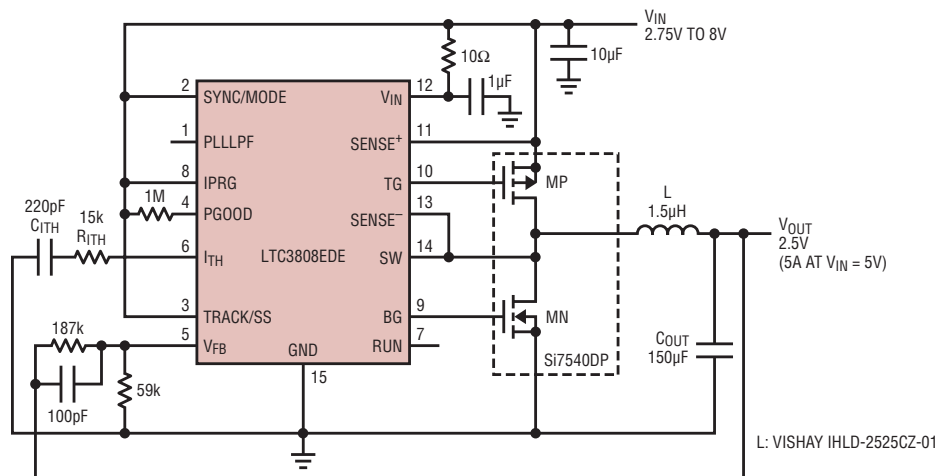 VIN
2.75V TO 8V
10Ω
10µF
1µF
2
SYNC/MODE
VIN
12
1
PLLLPF
SENSE+
11
8
IPRG
TG
10
MP
1M
4
PGOOD
SENSE−
13
220pF
CITH
15k
RITH
6
ITH
LTC3808EDE
SW
14
L
1.5µH
VOUT
2.5V
(5A AT VIN = 5V)
3
TRACK/SS
BG
9
MN
187k
5
VFB
GND
RUN
7
Si7540DP
COUT
150µF
15
100pF
59k
L: VISHAY IHLD-2525CZ-01